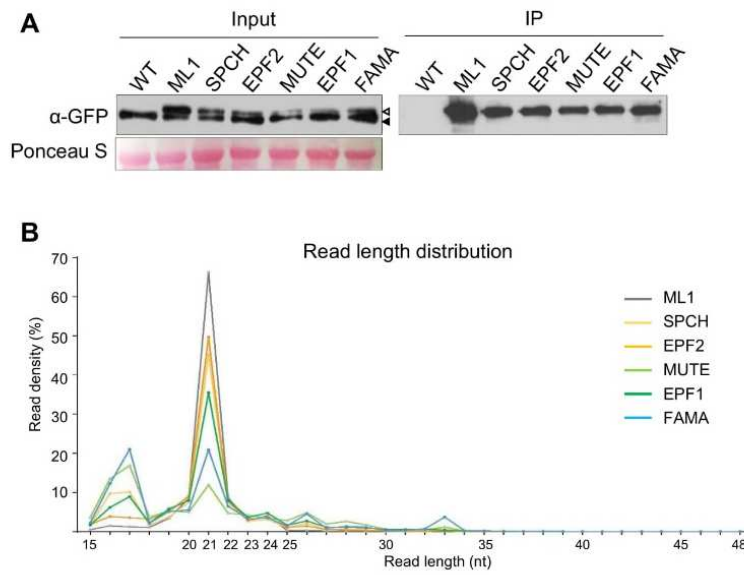 A
Input
IP
WT ML1 SPCH EPF2 MUTE EPF1 FAMA
WT ML1 SPCH EPF2 MUTE EPF1 FAMA
α-GFP
Ponceau S
B
Read length distribution
Read density (%)
70
60
50
40
30
20
10
ML1
SPCH
EPF2
MUTE
EPF1
FAMA
15 20 21 22 23 24 25 30 35 40 45 48
Read length (nt)